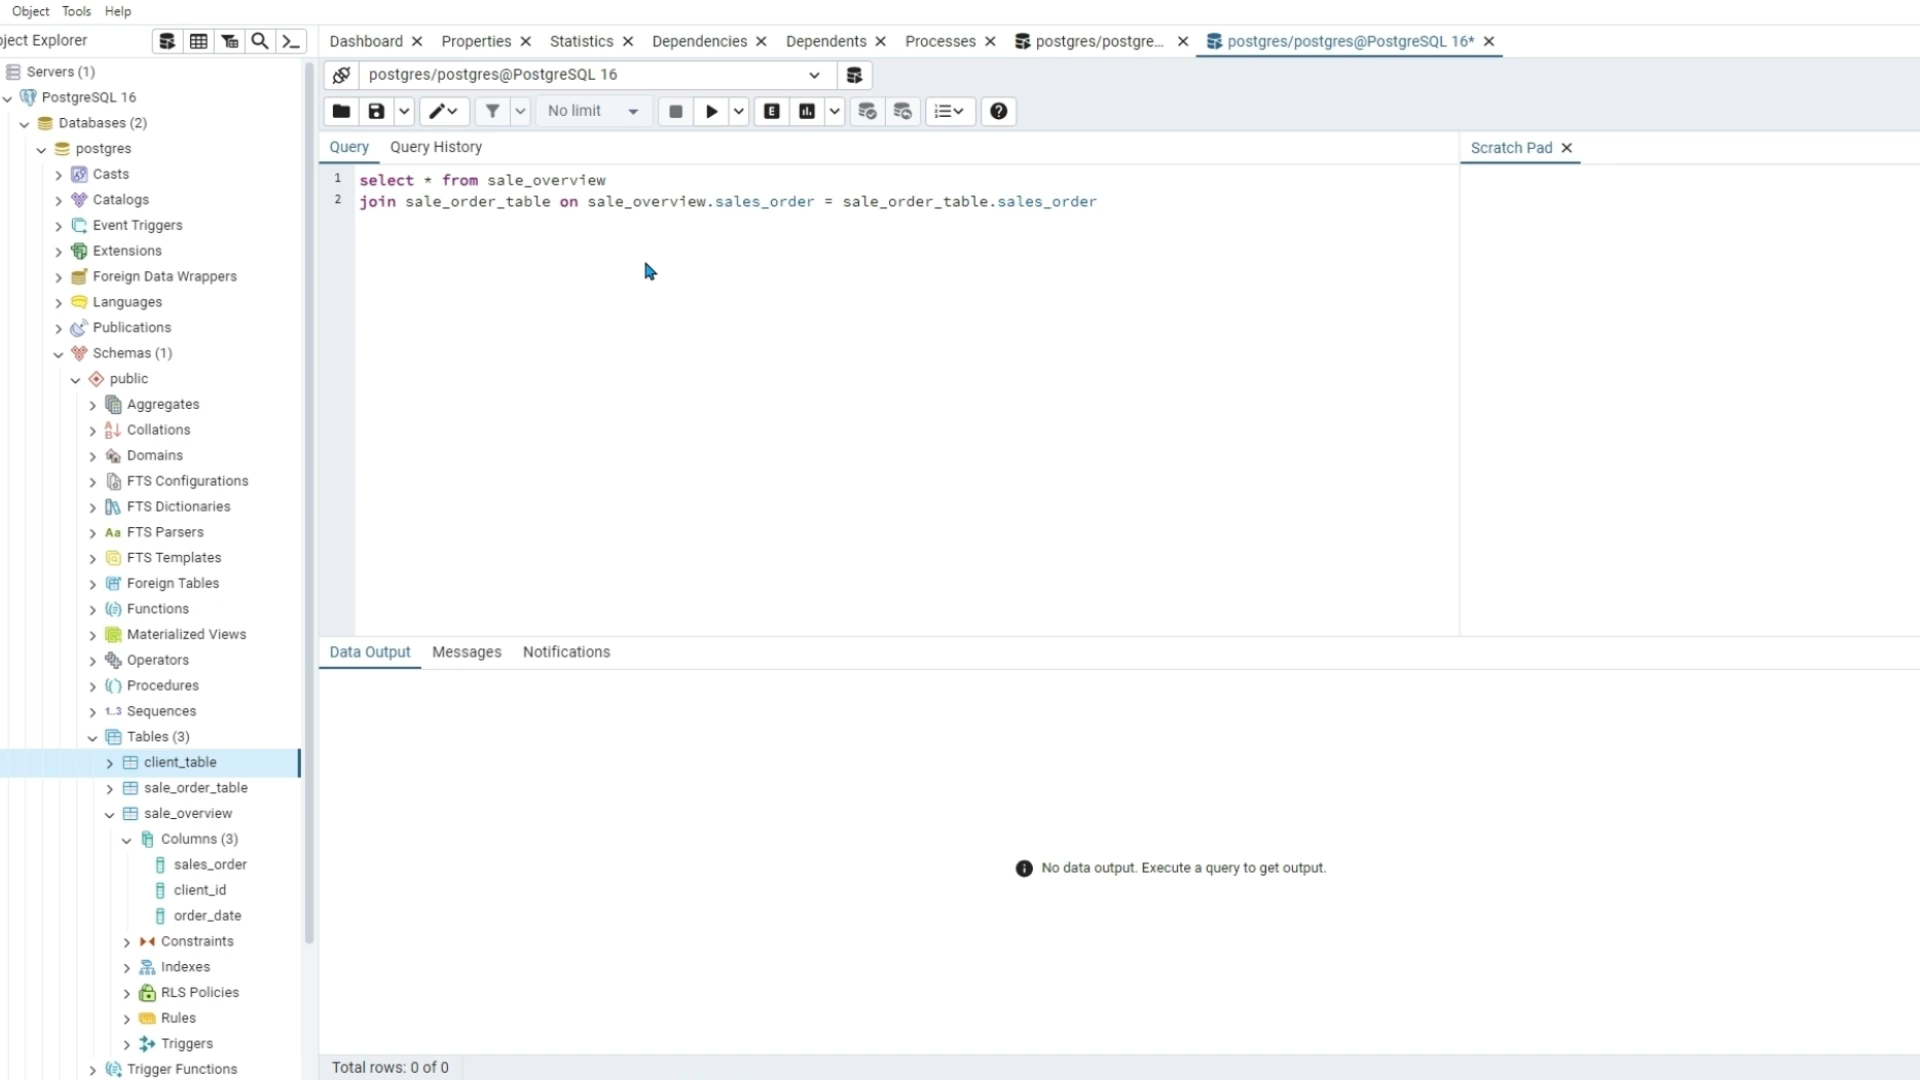 Object Tools Help
ject Explorer
Dashboard
Properties
Statistics
Dependencies
Dependents
Processes
postgres/postgre...
postgres/postgres@PostgreSQL 16*
Servers (1)
PostgreSQL 16
Databases (2)
postgres
Casts
Catalogs
Event Triggers
Extensions
Foreign Data Wrappers
Languages
Publications
Schemas (1)
public
Aggregates
Collations
Domains
FTS Configurations
FTS Dictionaries
Aa FTS Parsers
FTS Templates
Foreign Tables
Functions
Materialized Views
Operators
Procedures
1..3 Sequences
Tables (3)
client_table
sale_order_table
sale_overview
Columns (3)
sales_order
client_id
order_date
Constraints
Indexes
RLS Policies
Rules
Triggers
Trigger Functions
postgres/postgres@PostgreSQL 16
No limit
E
Query Query History
Scratch Pad
1 select * from sale_overview
2 join sale_order_table on sale_overview.sales_order = sale_order_table.sales_order
Data Output Messages Notifications
No data output. Execute a query to get output.
Total rows: 0 of 0